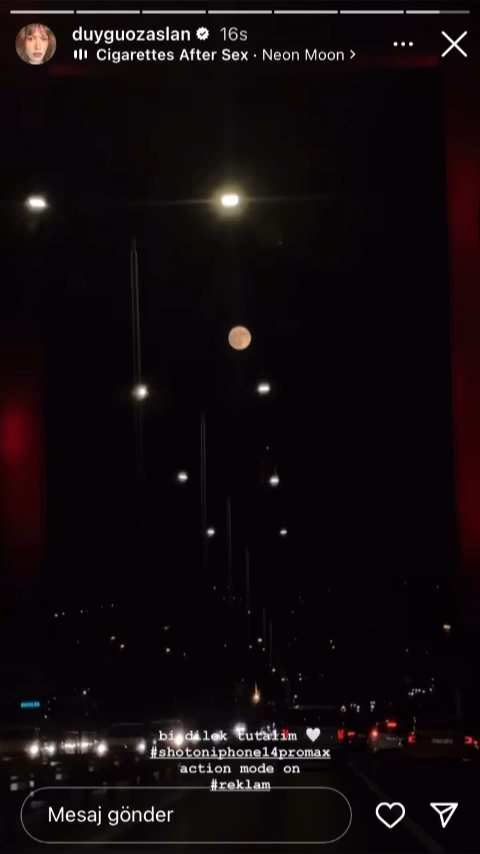 duyguozaslan 16s
Cigarettes After Sex · Neon Moon >
bi dilek tutalım 🤍
#shotoniphone14promax
action mode on
#reklam
Mesaj gönder